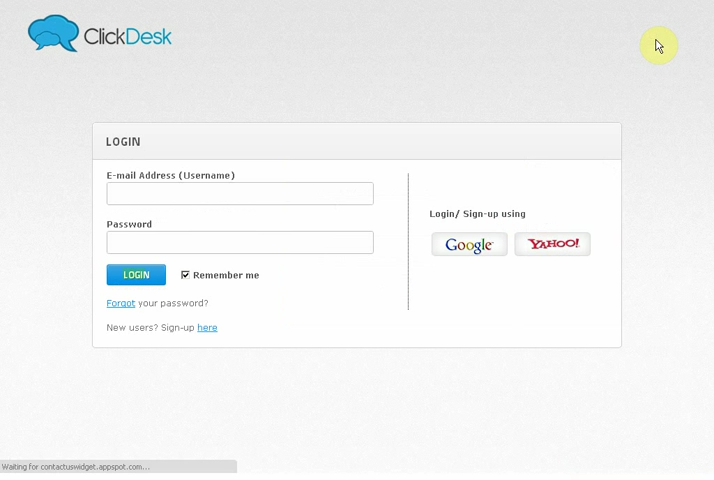 ClickDesk
LOGIN
E-mail Address (Username)
Password
LOGIN
Remember me
Forgot your password?
New users? Sign-up here
Login/ Sign-up using
Google
YAHOO!
Waiting for contactuswidget.appspot.com...